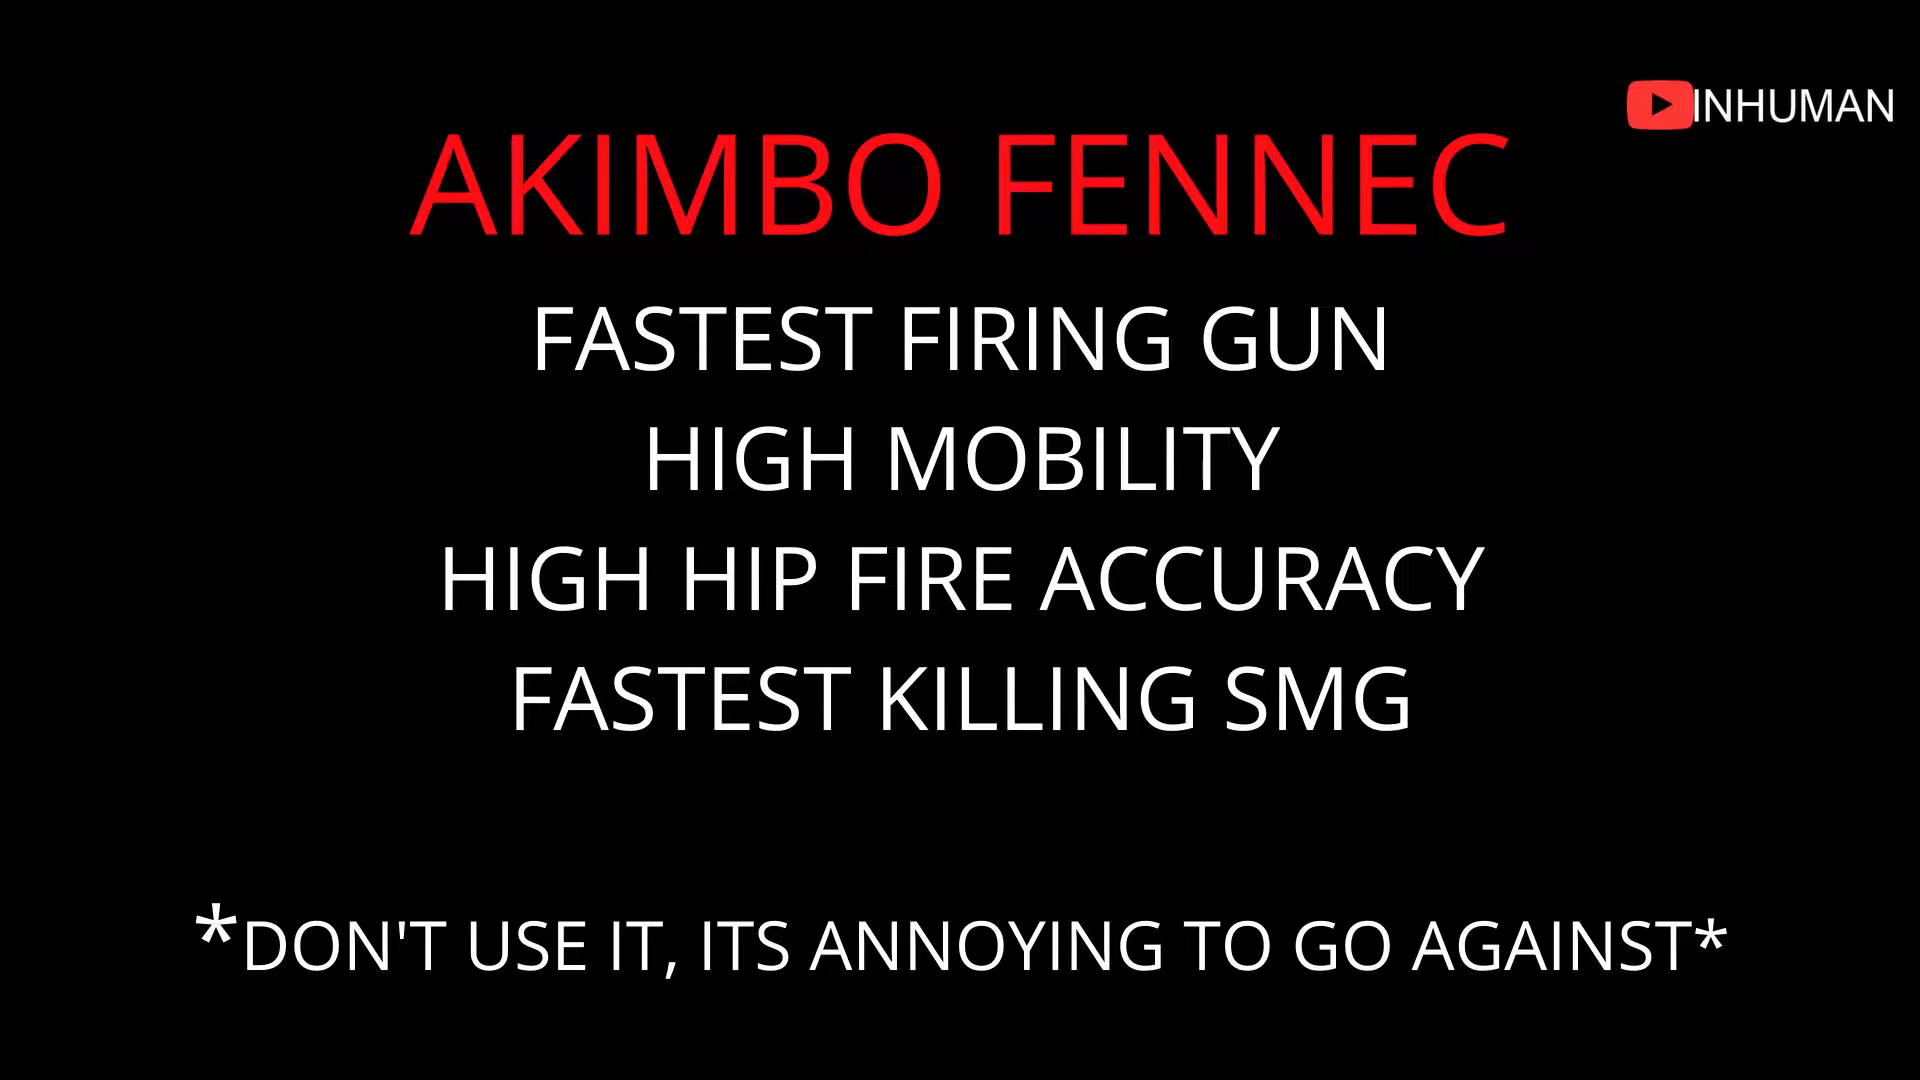 INHUMAN
AKIMBO FENNEC
FASTEST FIRING GUN
HIGH MOBILITY
HIGH HIP FIRE ACCURACY
FASTEST KILLING SMG
*DON'T USE IT, ITS ANNOYING TO GO AGAINST*